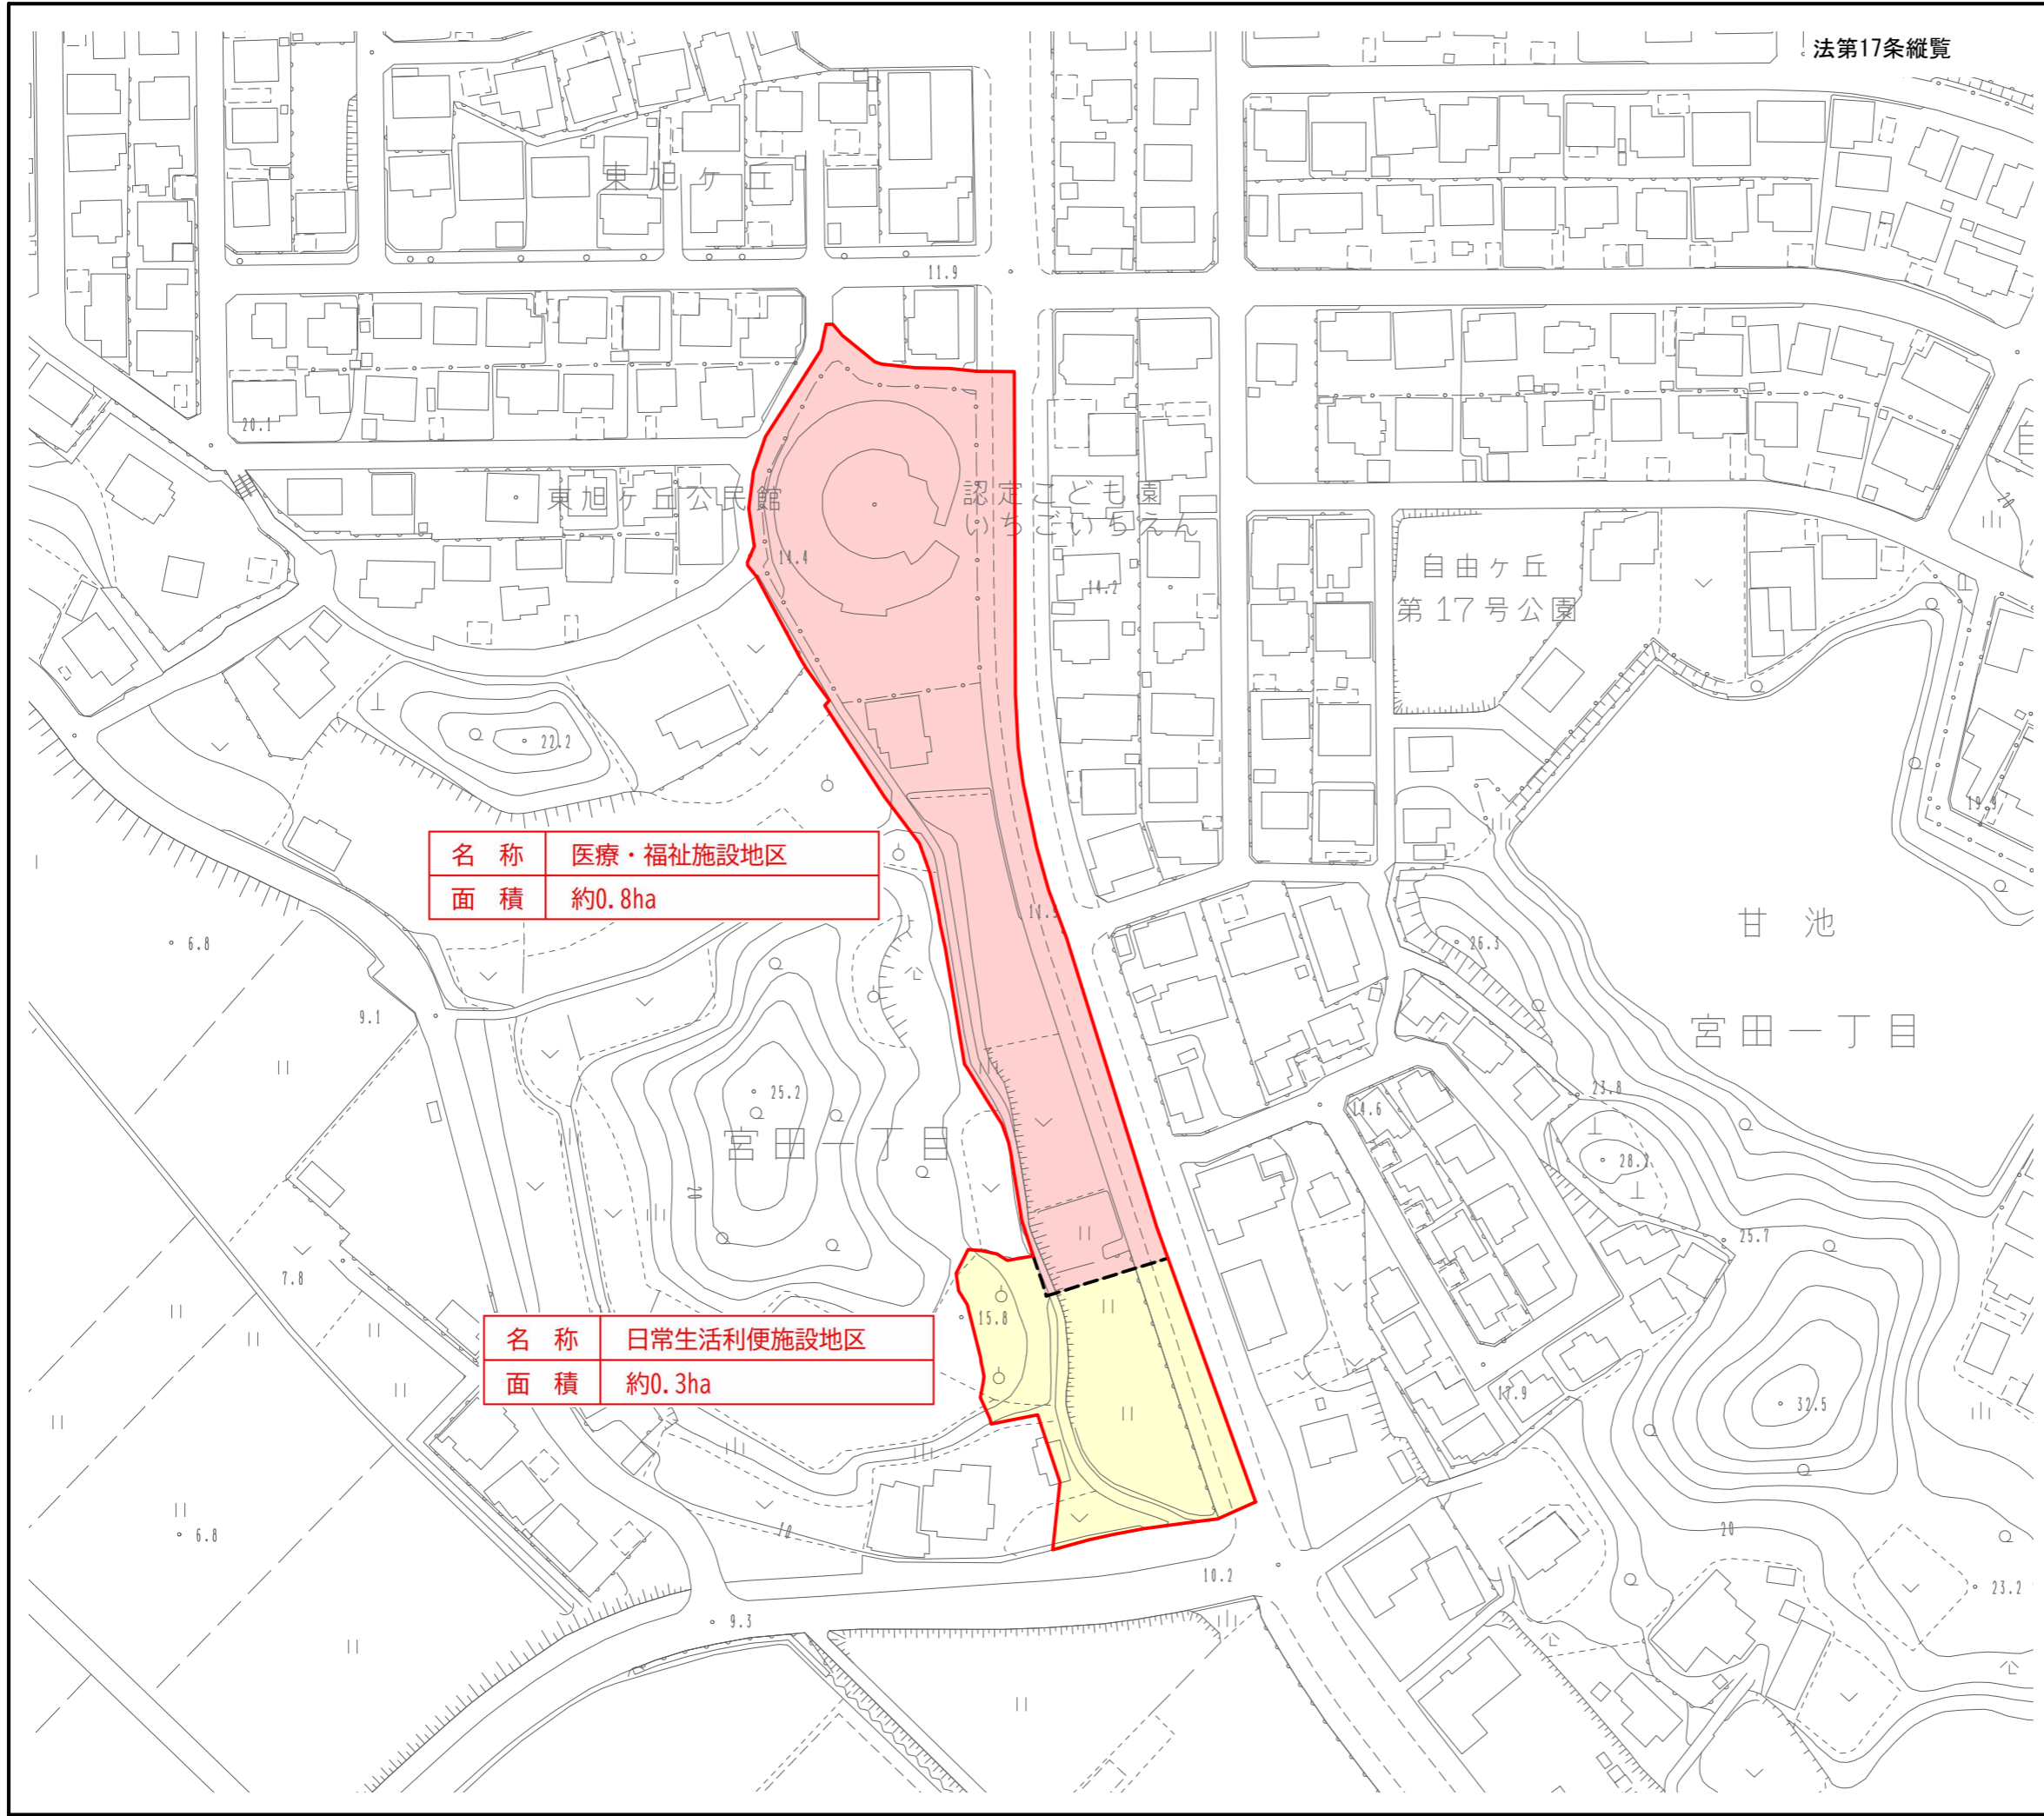 法第17条縦覧
東旭ヶ丘
11.9
20.1
東旭ヶ丘公民館
認定こども園
いちごいちえん
14.4
14.2
自由ヶ丘
第17号公園
20
22.2
19.9
名 称 医療・福祉施設地区
面 積 約0.8ha
6.8
甘 池
26.3
9.1
宮田一丁目
25.2
23.8
14.6
宮田一丁目
28.2
20
25.7
7.8
15.8
名 称 日常生活利便施設地区
面 積 約0.3ha
17.9
32.5
6.8
10
20
10.2
23.2
9.3